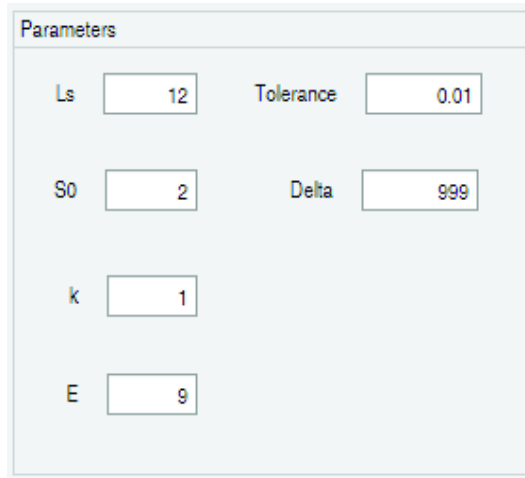 Parameters
Ls 12 Tolerance 0.01
S0 2 Delta 999
k 1
E 9